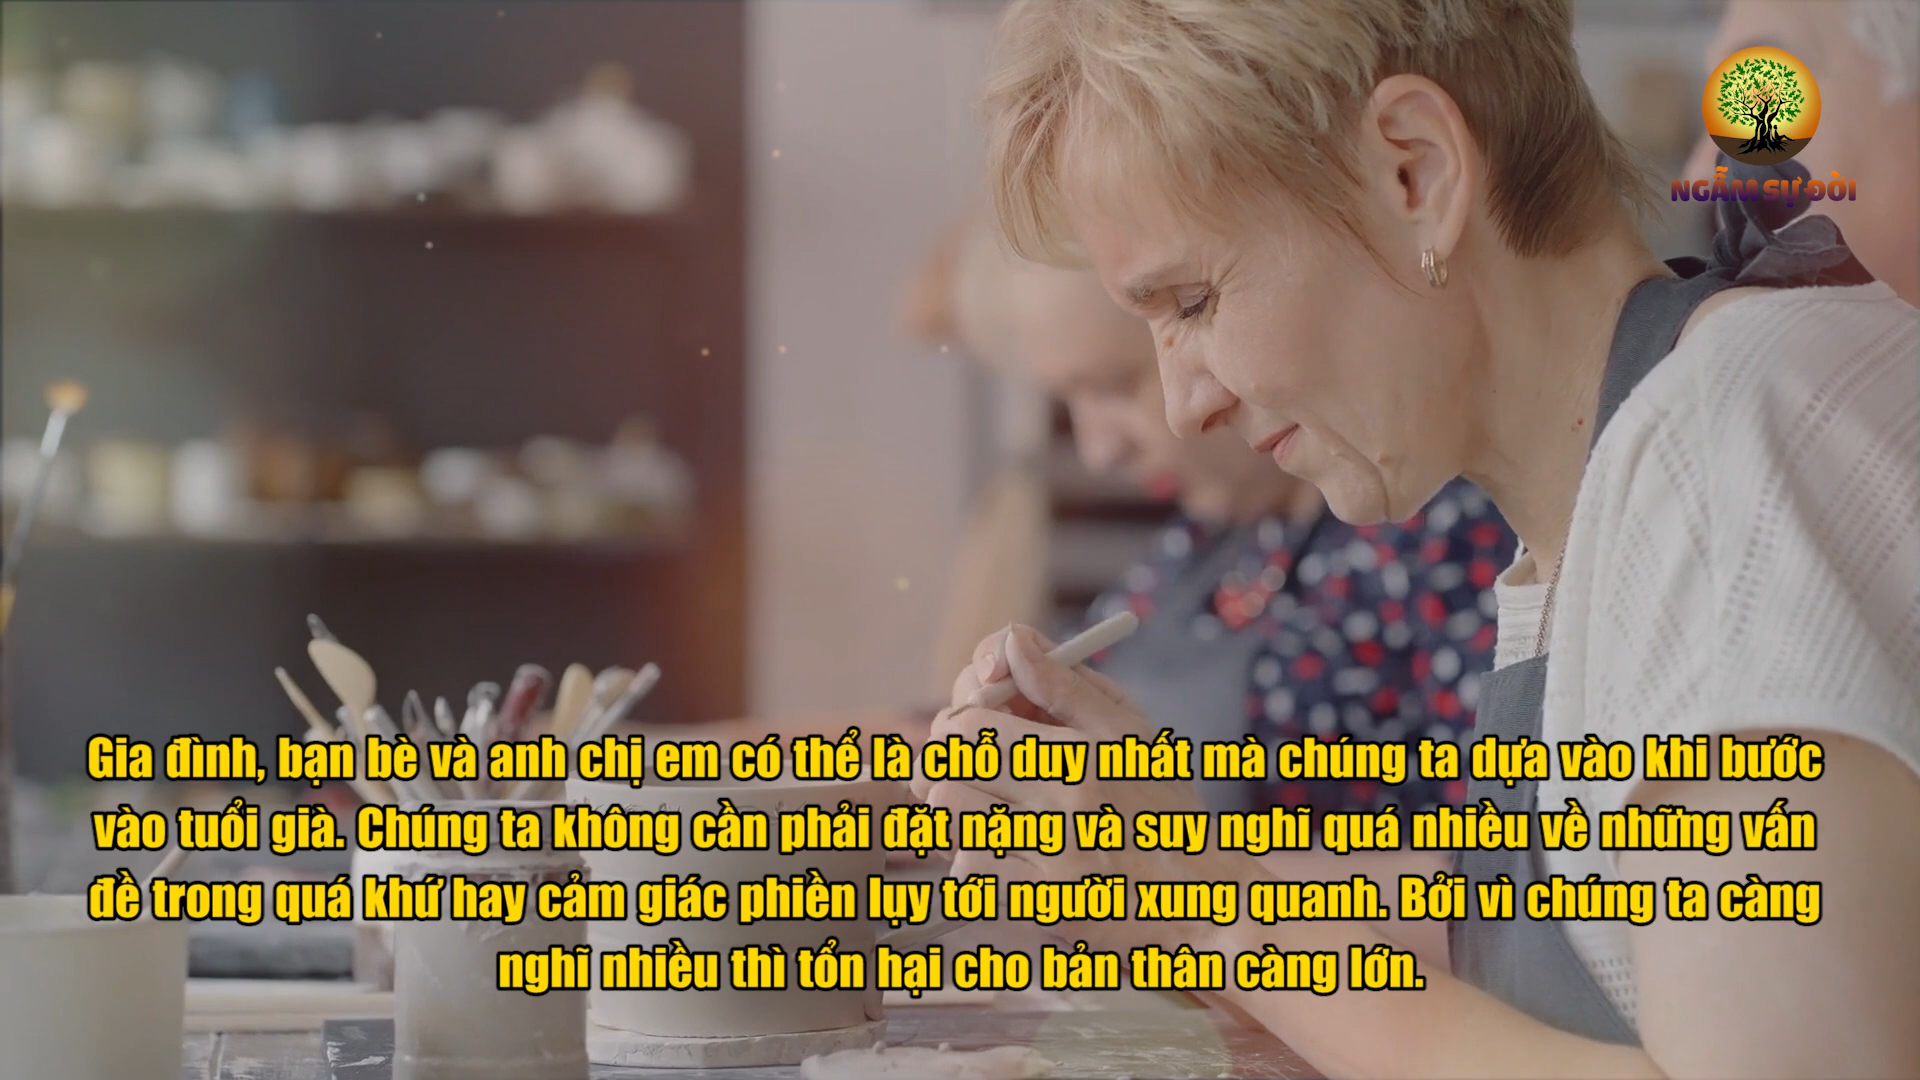 NGẪM SỰ ĐỜI
Gia đình, bạn bè và anh chị em có thể là chỗ duy nhất mà chúng ta dựa vào khi bước
vào tuổi già. Chúng ta không cần phải đặt nặng và suy nghĩ quá nhiều về những vấn
đề trong quá khứ hay cảm giác phiền lụy tới người xung quanh. Bởi vì chúng ta càng
nghĩ nhiều thì tổn hại cho bản thân càng lớn.